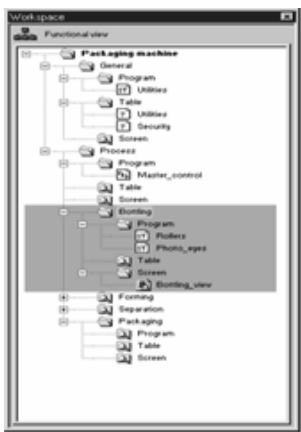 Workspace
Functional view
Packaging machine
General
Program
Utilities
Table
Utilities
Security
Screen
Process
Program
Master_control
Table
Screen
Bottling
Program
Rollers
Photo_eyes
Table
Screen
Bottling_view
Forming
Separation
Packaging
Program
Table
Screen